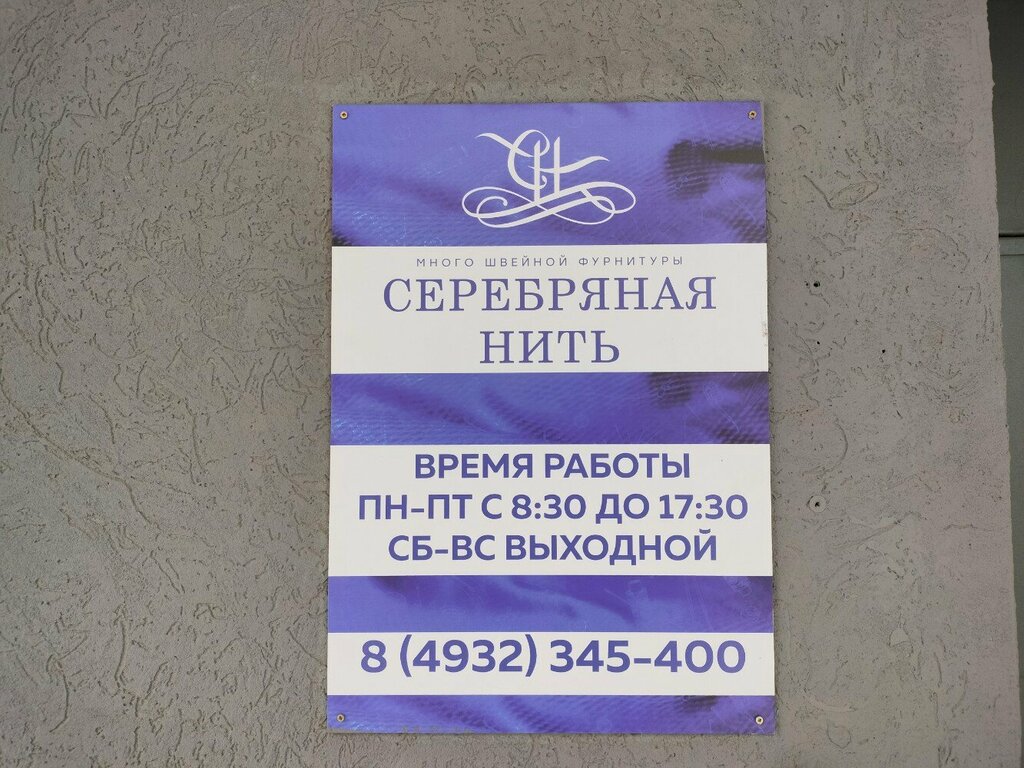 СН
МНОГО ШВЕЙНОЙ ФУРНИТУРЫ
СЕРЕБРЯНАЯ
НИТЬ
ВРЕМЯ РАБОТЫ
ПН-ПТ С 8:30 ДО 17:30
СБ-ВС ВЫХОДНОЙ
8 (4932) 345-400